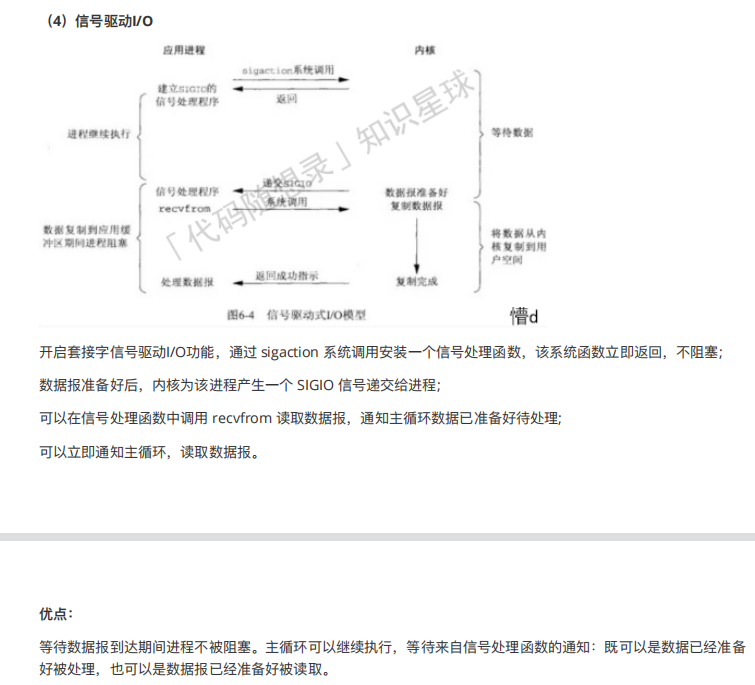 （4）信号驱动I/O
应用进程
内核
sigaction系统调用
建立SIGIO的
信号处理程序
返回
进程继续执行
等待数据
信号处理程序
递交SIGIO
数据报准备好
recvfrom
系统调用
复制数据报
数据复制到应用缓
冲区期间进程阻塞
将数据从内
核复制到用
户空间
处理数据报
返回成功指示
复制完成
「代码随想录」知识星球
图6-4 信号驱动式I/O模型
懵d
开启套接字信号驱动I/O功能，通过 sigaction 系统调用安装一个信号处理函数，该系统函数立即返回，不阻塞；
数据报准备好后，内核为该进程产生一个 SIGIO 信号递交给进程；
可以在信号处理函数中调用 recvfrom 读取数据报，通知主循环数据已准备好待处理;
可以立即通知主循环，读取数据报。
优点：
等待数据报到达期间进程不被阻塞。主循环可以继续执行，等待来自信号处理函数的通知：既可以是数据已经准备
好被处理，也可以是数据报已经准备好被读取。